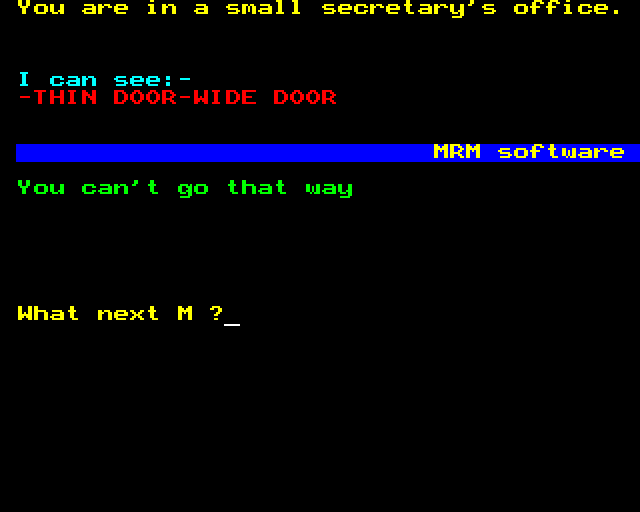 You are in a small secretary's office.
I can see:-
-THIN DOOR-WIDE DOOR
MRM software
You can't go that way
What next M ?_